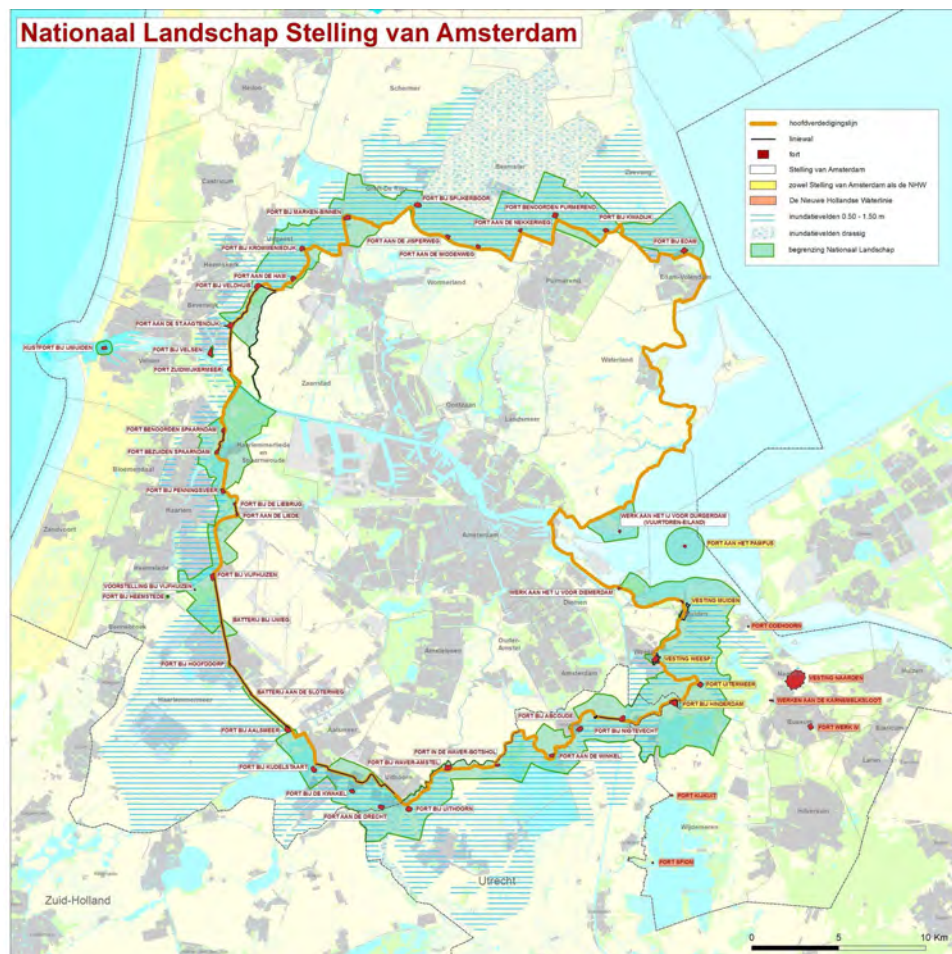 Nationaal Landschap Stelling van Amsterdam
hoofdverdedigingslijn
liniewal
fort
Stelling van Amsterdam
zowel Stelling van Amsterdam als de NHW
De Nieuwe Hollandse Waterlinie
inundatievelden 0.50 - 1.50 m
inundatievelden drassig
begrenzing Nationaal Landschap
Schermer
Beemster
Zeevang
Castricum
Uitgeest
Heemskerk
Beverwijk
Velsen
FORT BIJ SPIJKERBOOR
FORT BIJ MARKEN-BINNEN
FORT BENOORDEN PURMEREND
FORT AAN DE NEKKERWEG
FORT BIJ KWADIJK
FORT AAN DE JISPERWEG
FORT AAN DE MIDDENWEG
FORT BIJ EDAM
FORT BIJ KROMMENIEDIJK
FORT AAN DE HAM
FORT BIJ VELDHUIS
Wormerland
Purmerend
Edam-Volendam
FORT AAN DE STAATGENDIJK
KUSTFORT BIJ IJMUIDEN
FORT BIJ VELSEN
FORT ZUIDWIJKERMEER
Zaanstad
Waterland
Oostzaan
Landsmeer
FORT BENOORDEN SPAARNDAM
FORT BEZUIDEN SPAARNDAM
Haarlemmerliede
en
Spaarnwoude
Bloemendaal
FORT BIJ PENNINGSVEER
Haarlem
FORT BIJ DE LIEBRUG
FORT AAN DE LIEDE
Zandvoort
Amsterdam
WERK AAN HET IJ VOOR DURGERDAM
(VUURTOREN-EILAND)
FORT AAN HET PAMPUS
Heemstede
FORT BIJ VIJFHUIZEN
VOORSTELLING BIJ VIJFHUIZEN
FORT BIJ HEEMSTEDE
WERK AAN HET IJ VOOR DIEMERDAM
Diemen
VESTING MUIDEN
BATTERIJ BIJ IJWEG
FORT COEHOORN
FORT BIJ HOOFDDORP
Haarlemmermeer
Amstelveen
Ouder-
Amstel
Amsterdam
VESTING WEESP
VESTING NAARDEN
Huizen
BATTERIJ AAN DE SLOTERWEG
FORT UITERMEER
WERKEN AAN DE KARNEMELKSLOOT
FORT BIJ HINDERDAM
Bussum
FORT WERK IV
FORT BIJ AALSMEER
Aalsmeer
FORT BIJ ABCOUDE
FORT BIJ NIGTEVECHT
FORT IN DE WAVER-BOTSHOL
FORT BIJ WAVER-AMSTEL
FORT AAN DE WINKEL
Laren
FORT BIJ KUDELSTAART
Uithoorn
FORT BIJ DE KWAKEL
FORT AAN DE DRECHT
FORT BIJ UITHOORN
FORT KIJKUIT
Hilversum
Wijdemeren
FORT SPION
Utrecht
Zuid-Holland
0 5 10 Km